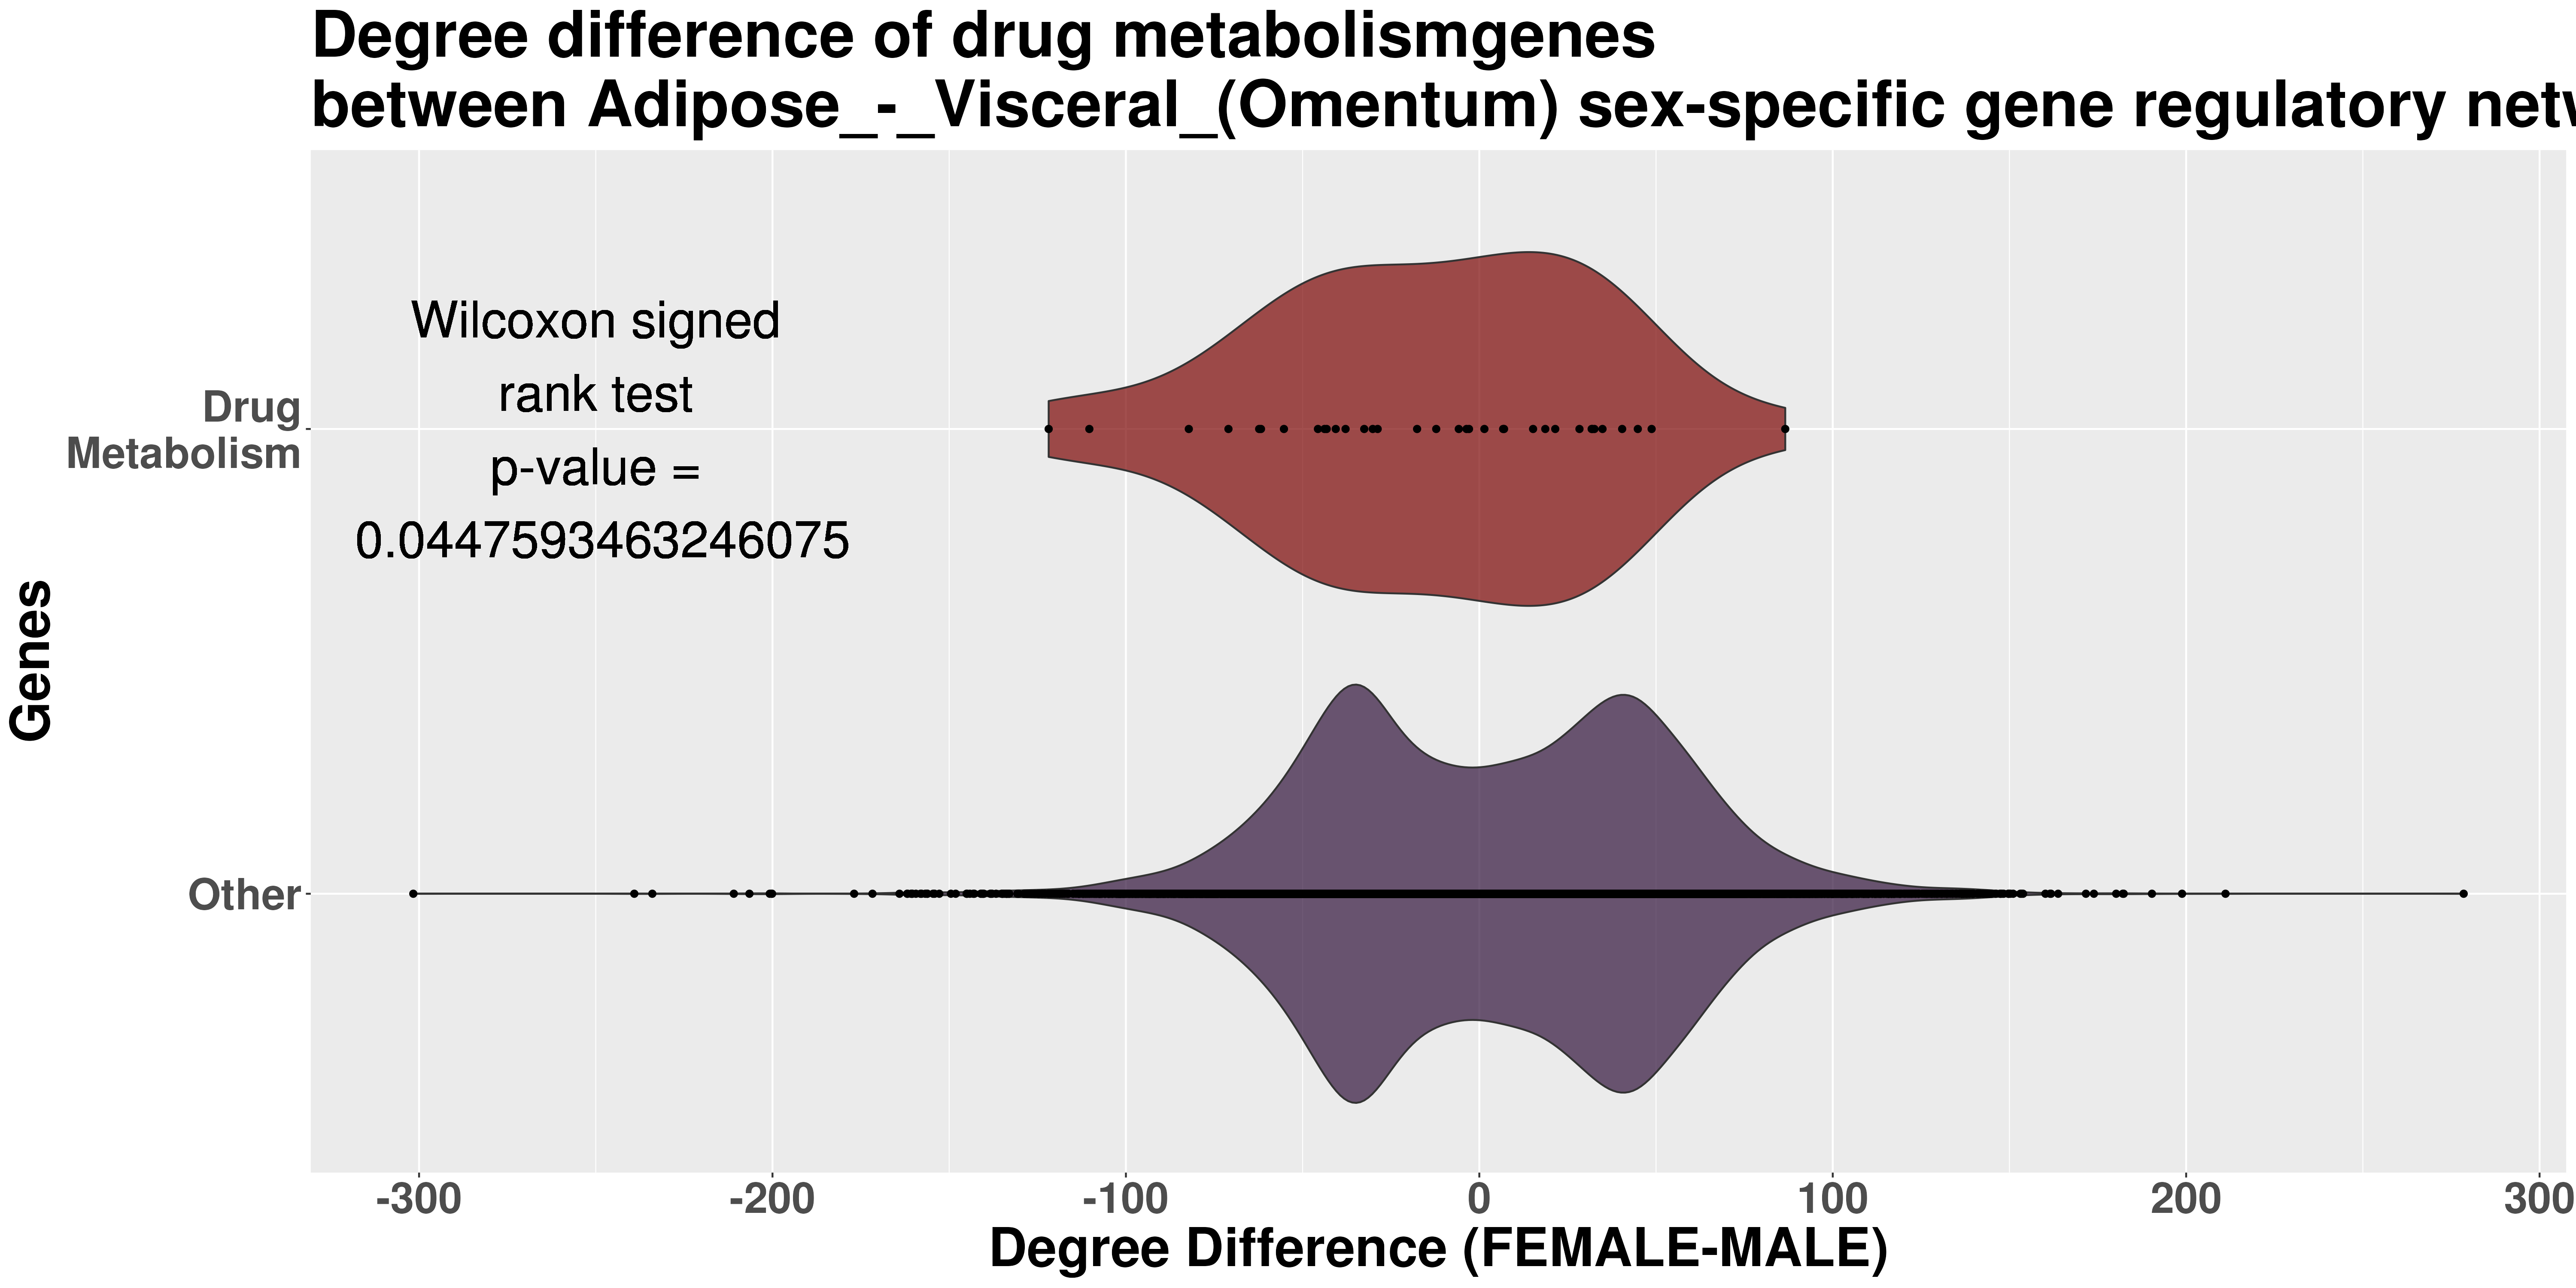 Degree difference of drug metabolismgenes
between Adipose_-_Visceral_(Omentum) sex-specific gene regulatory netw
Wilcoxon signed
rank test
p-value =
0.0447593463246075
Drug
Metabolism
Other
Genes
-300 -200 -100 0 100 200 300
Degree Difference (FEMALE-MALE)